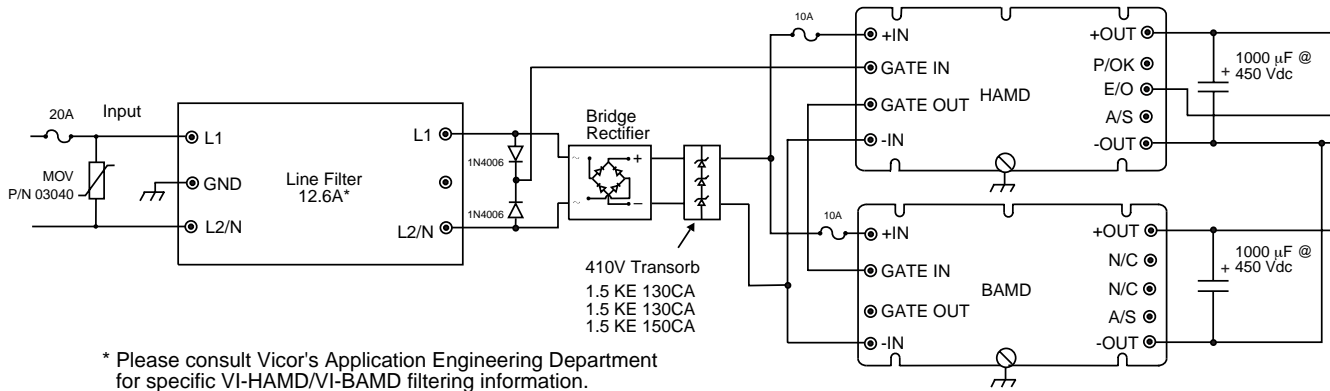 20A
Input
MOV
P/N 03040
L1
GND
L2/N
Line Filter
12.6A*
L1
L2/N
1N4006
1N4006
Bridge
Rectifier
~
~
+
–
410V Transorb
1.5 KE 130CA
1.5 KE 130CA
1.5 KE 150CA
10A
+IN
GATE IN
GATE OUT
-IN
HAMD
+OUT
P/OK
E/O
A/S
-OUT
+
1000 µF @
450 Vdc
10A
+IN
GATE IN
GATE OUT
-IN
BAMD
+OUT
N/C
N/C
A/S
-OUT
+
1000 µF @
450 Vdc
* Please consult Vicor's Application Engineering Department
for specific VI-HAMD/VI-BAMD filtering information.